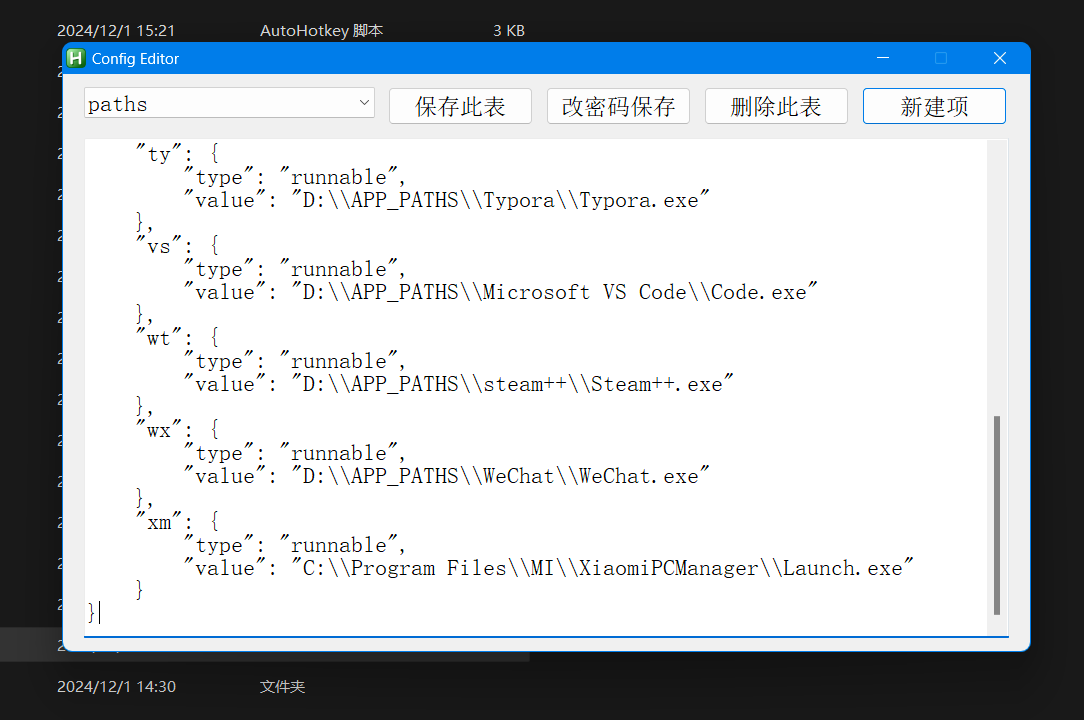 2024/12/1 15:21 AutoHotkey 脚本 3 KB
Config Editor
paths 保存此表 改密码保存 删除此表 新建项
"ty": {
"type": "runnable",
"value": "D:\\APP_PATHS\\Typora\\Typora.exe"
},
"vs": {
"type": "runnable",
"value": "D:\\APP_PATHS\\Microsoft VS Code\\Code.exe"
},
"wt": {
"type": "runnable",
"value": "D:\\APP_PATHS\\steam++\\Steam++.exe"
},
"wx": {
"type": "runnable",
"value": "D:\\APP_PATHS\\WeChat\\WeChat.exe"
},
"xm": {
"type": "runnable",
"value": "C:\\Program Files\\MI\\XiaomiPCManager\\Launch.exe"
}
}
2024/12/1 14:30 文件夹